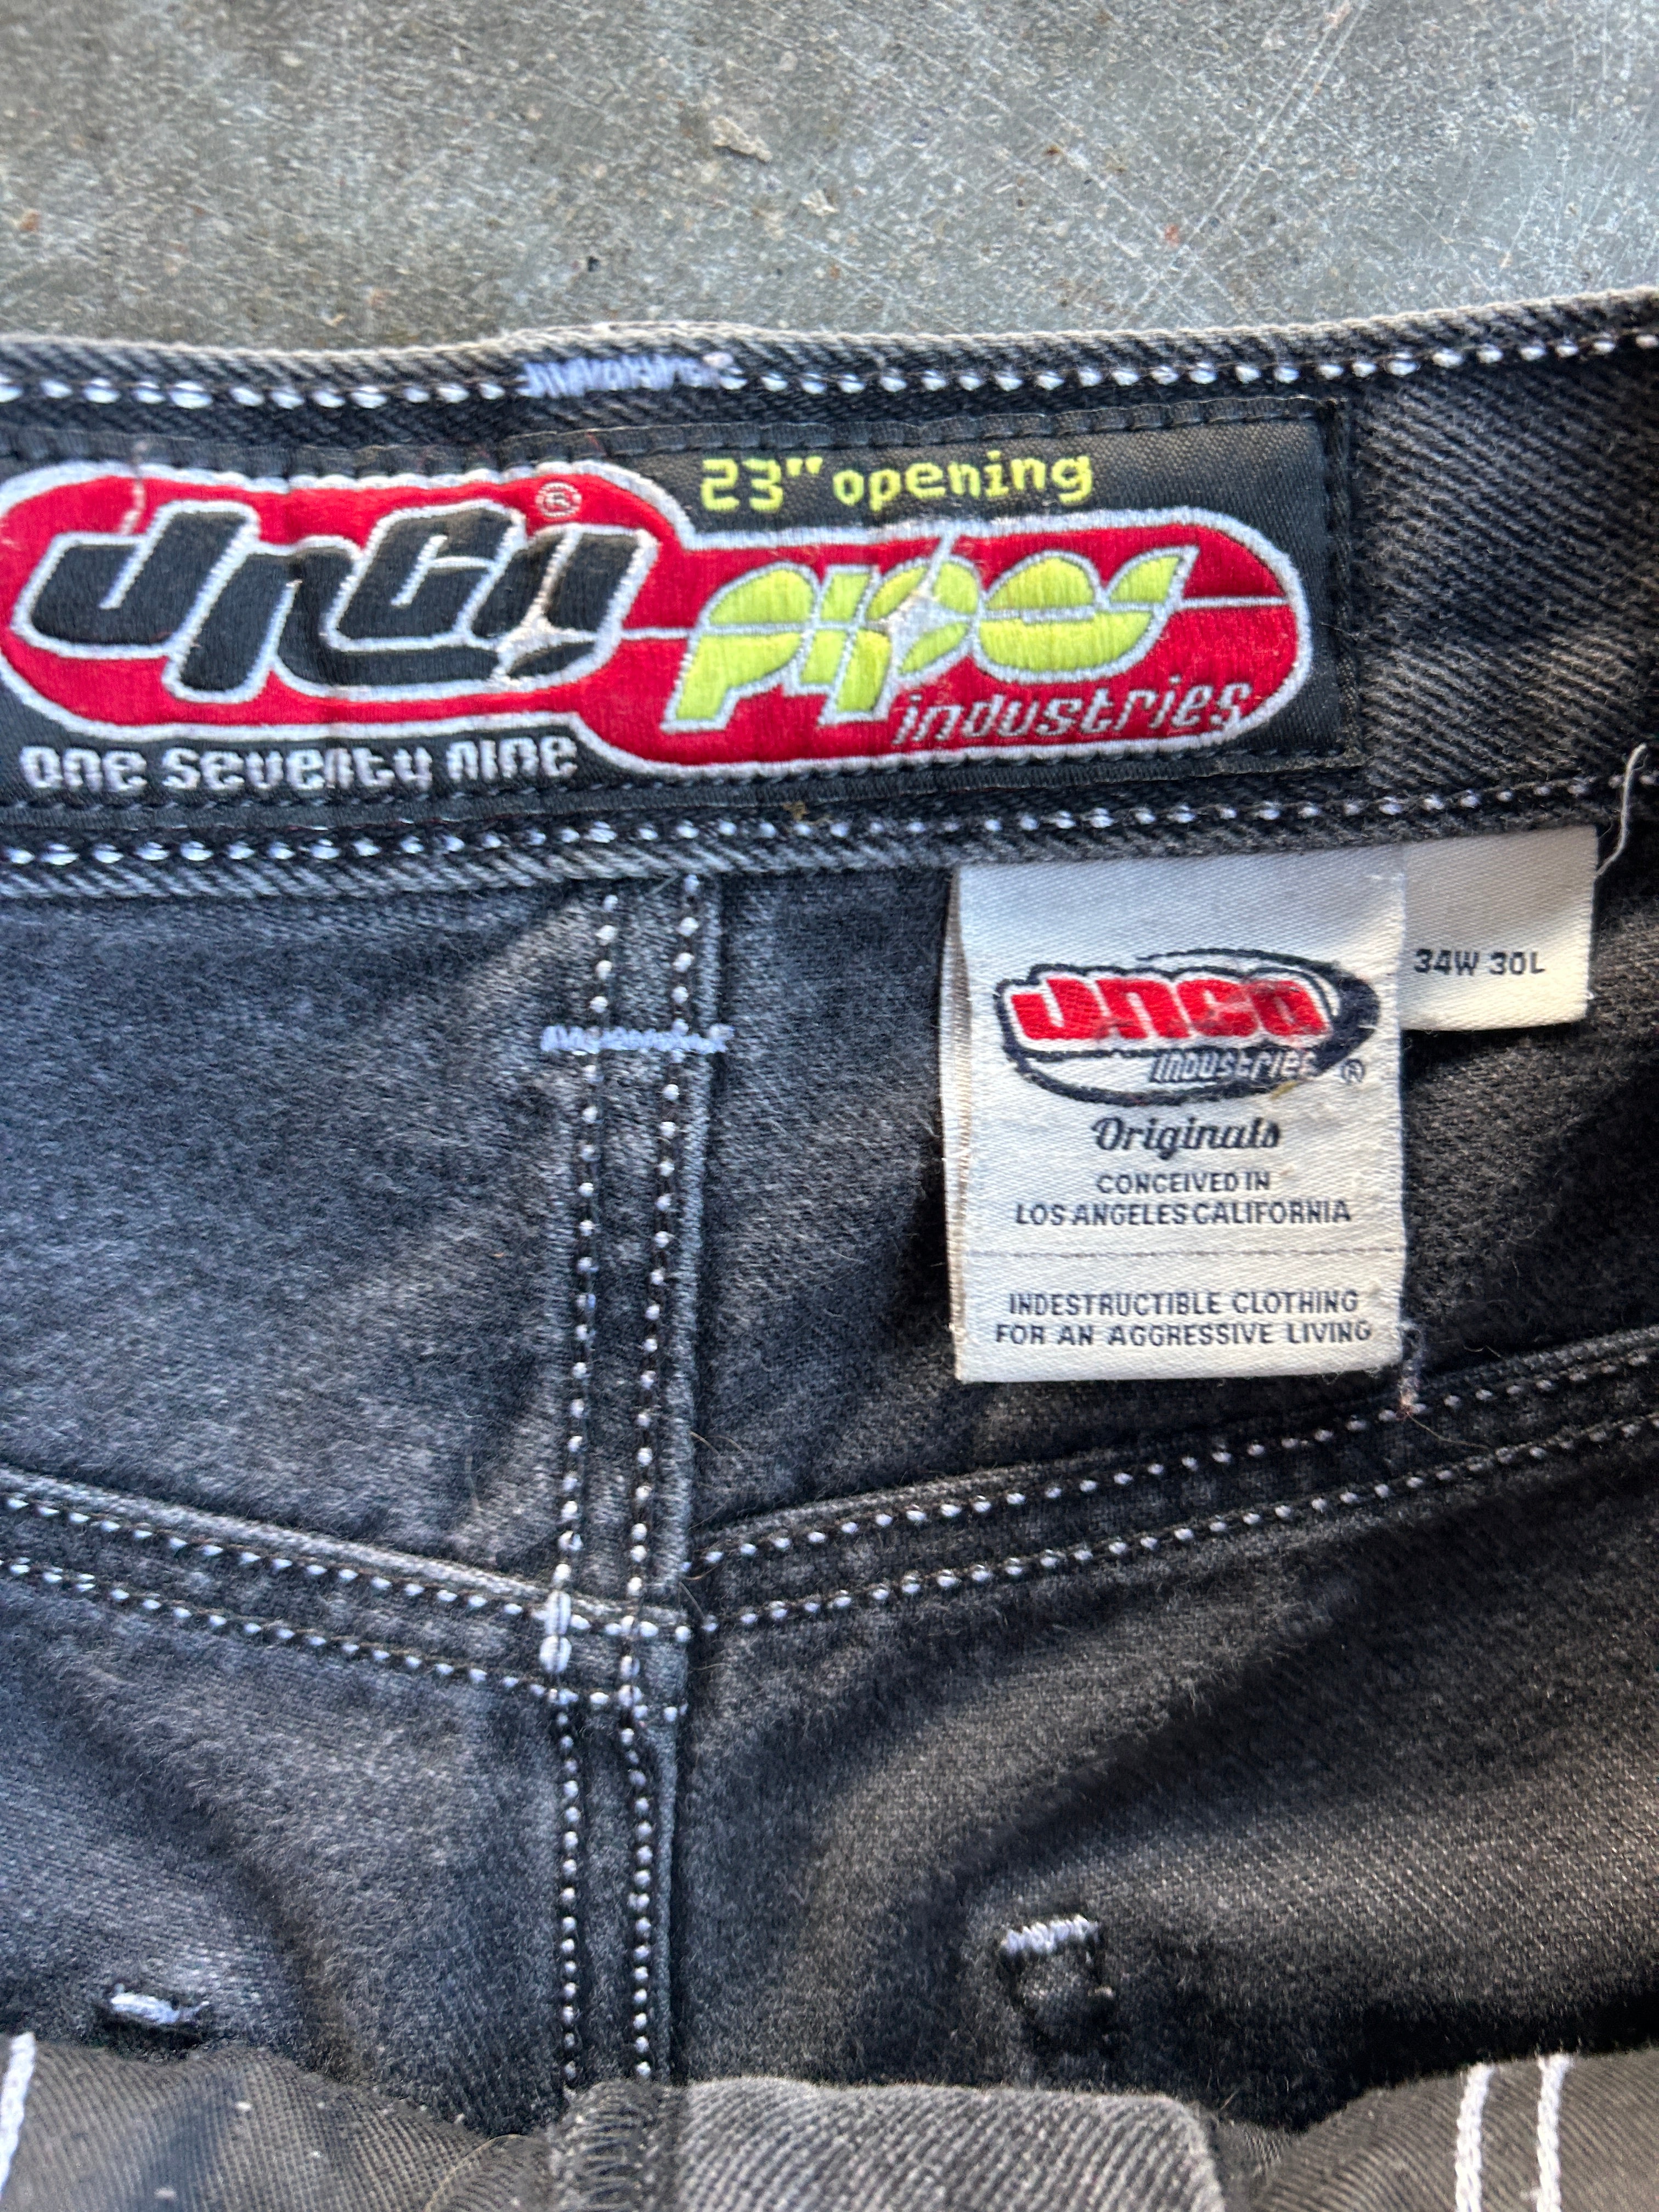 JNCO®
23" opening
pipes
industries
one seventy nine
34W 30L
JNCO
INDUSTRIES ®
Originals
CONCEIVED IN
LOS ANGELES CALIFORNIA
INDESTRUCTIBLE CLOTHING
FOR AN AGGRESSIVE LIVING